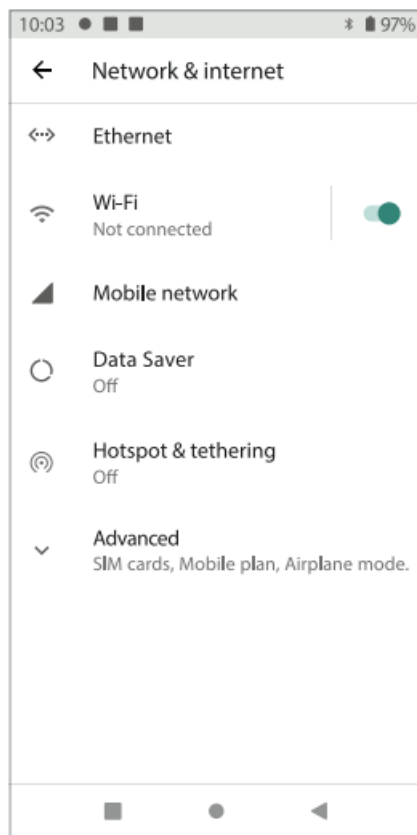 10:03 97%
Network & internet
Ethernet
Wi-Fi
Not connected
Mobile network
Data Saver
Off
Hotspot & tethering
Off
Advanced
SIM cards, Mobile plan, Airplane mode.